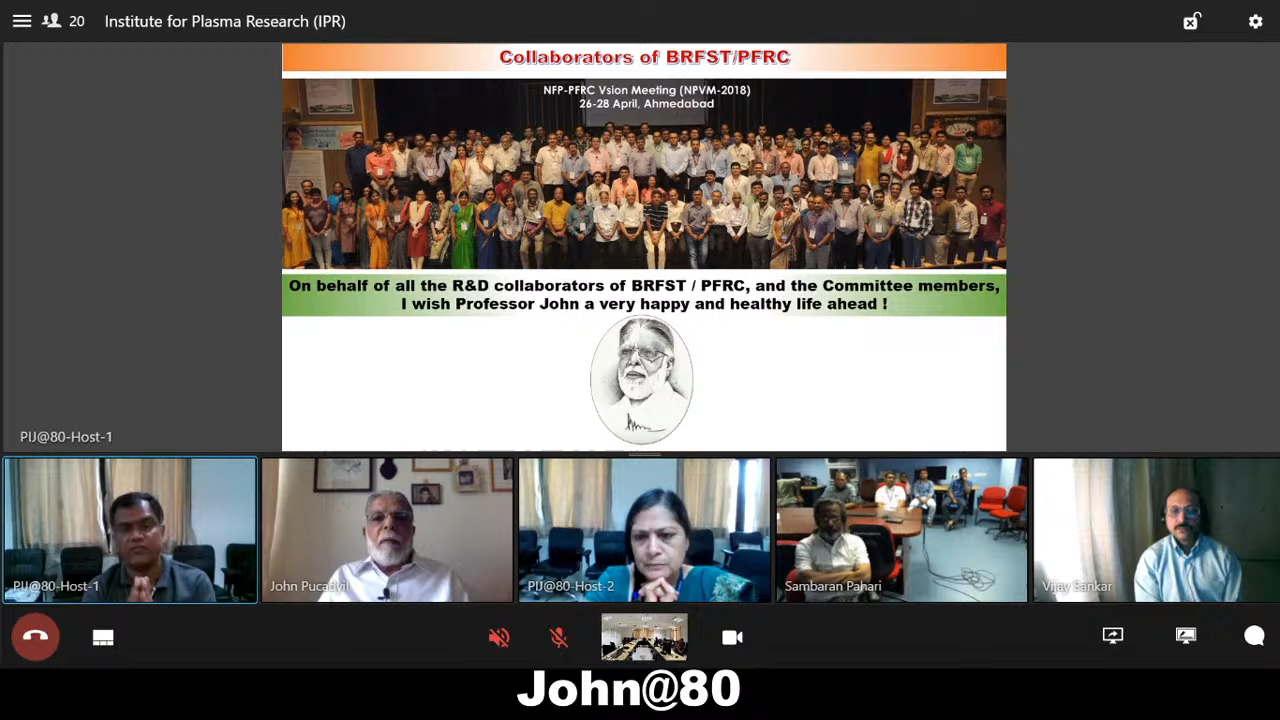 20 Institute for Plasma Research (IPR)
Collaborators of BRFST/PFRC
NFP-PFRC Vsion Meeting (NPVM-2018)
26-28 April, Ahmedabad
On behalf of all the R&D collaborators of BRFST / PFRC, and the Committee members,
I wish Professor John a very happy and healthy life ahead !
PIJ@80-Host-1
PIJ@80-Host-1
John Pucadyil
PIJ@80-Host-2
Sambaran Pahari
Vijay Sankar
John@80